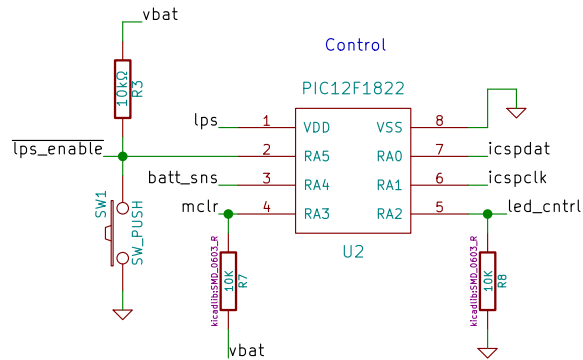 vbat
Control
10kΩ
R3
PIC12F1822
lps
1
VDD
VSS
8
lps_enable
2
RA5
RA0
7
icspdat
batt_sns
3
RA4
RA1
6
icspclk
mclr
4
RA3
RA2
5
led_cntrl
SW1
SW_PUSH
U2
kicadlib:SMD_0603_R
10K
R7
kicadlib:SMD_0603_R
10K
R8
vbat